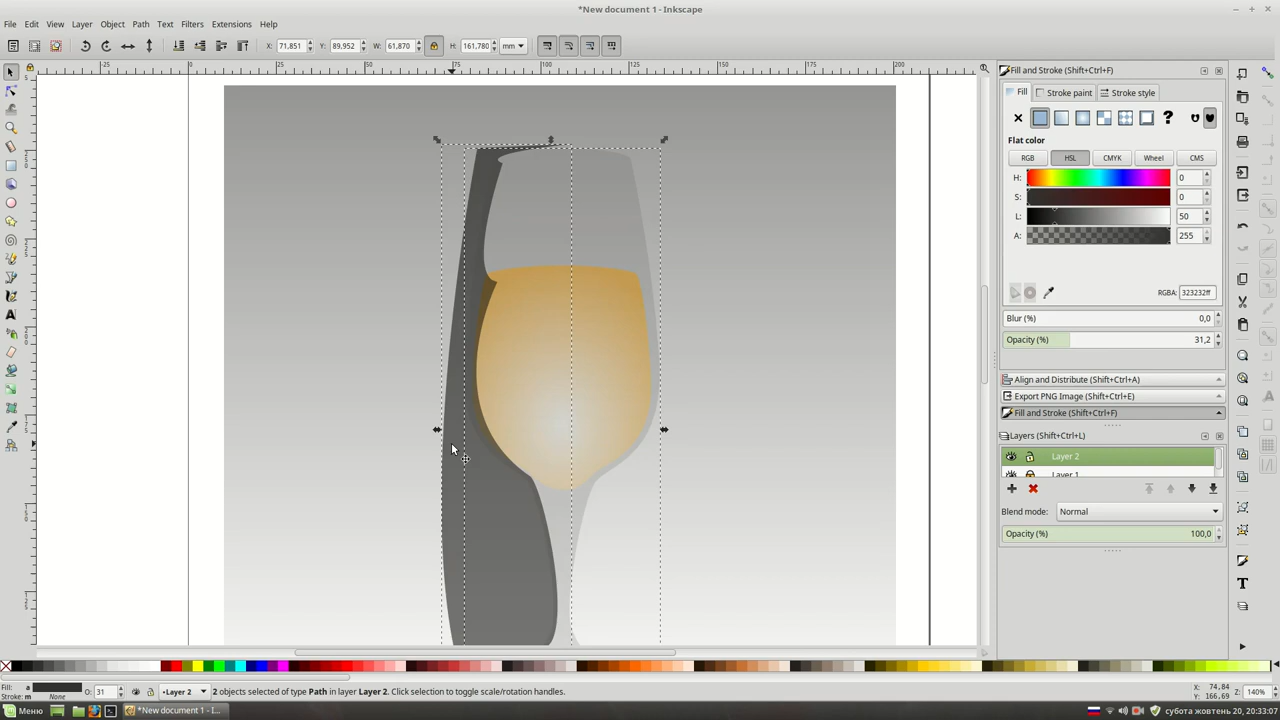 *New document 1 - Inkscape
File Edit View Layer Object Path Text Filters Extensions Help
X: 71,851 Y: 89,952 W: 61,870 H: 161,780 mm
Fill and Stroke (Shift+Ctrl+F)
Fill Stroke paint Stroke style
Flat color
RGB HSL CMYK Wheel CMS
H: 0
S: 0
L: 50
A: 255
RGBA: 323232ff
Blur (%) 0,0
Opacity (%) 31,2
Align and Distribute (Shift+Ctrl+A)
Export PNG Image (Shift+Ctrl+E)
Fill and Stroke (Shift+Ctrl+F)
Layers (Shift+Ctrl+L)
Layer 2
Layer 1
Blend mode: Normal
Opacity (%) 100,0
Fill: a O: 31 Layer 2 2 objects selected of type Path in layer Layer 2. Click selection to toggle scale/rotation handles. X: 74,84 Z: 140%
Stroke: m None Y: 166,69
Меню *New document 1 - I... субота жовтень 20, 20:33:07